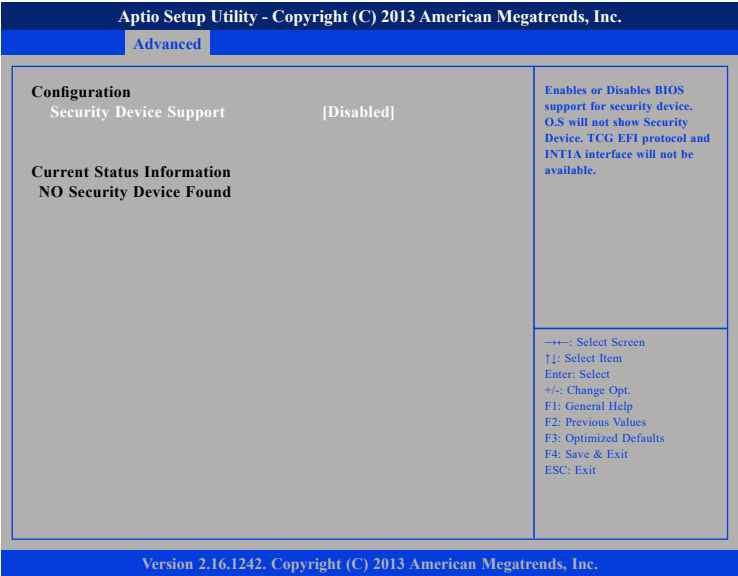 Aptio Setup Utility - Copyright (C) 2013 American Megatrends, Inc.
Advanced
Configuration
Security Device Support [Disabled]
Current Status Information
NO Security Device Found
Enables or Disables BIOS
support for security device.
O.S will not show Security
Device. TCG EFI protocol and
INT1A interface will not be
available.
→←: Select Screen
↑↓: Select Item
Enter: Select
+/-: Change Opt.
F1: General Help
F2: Previous Values
F3: Optimized Defaults
F4: Save & Exit
ESC: Exit
Version 2.16.1242. Copyright (C) 2013 American Megatrends, Inc.